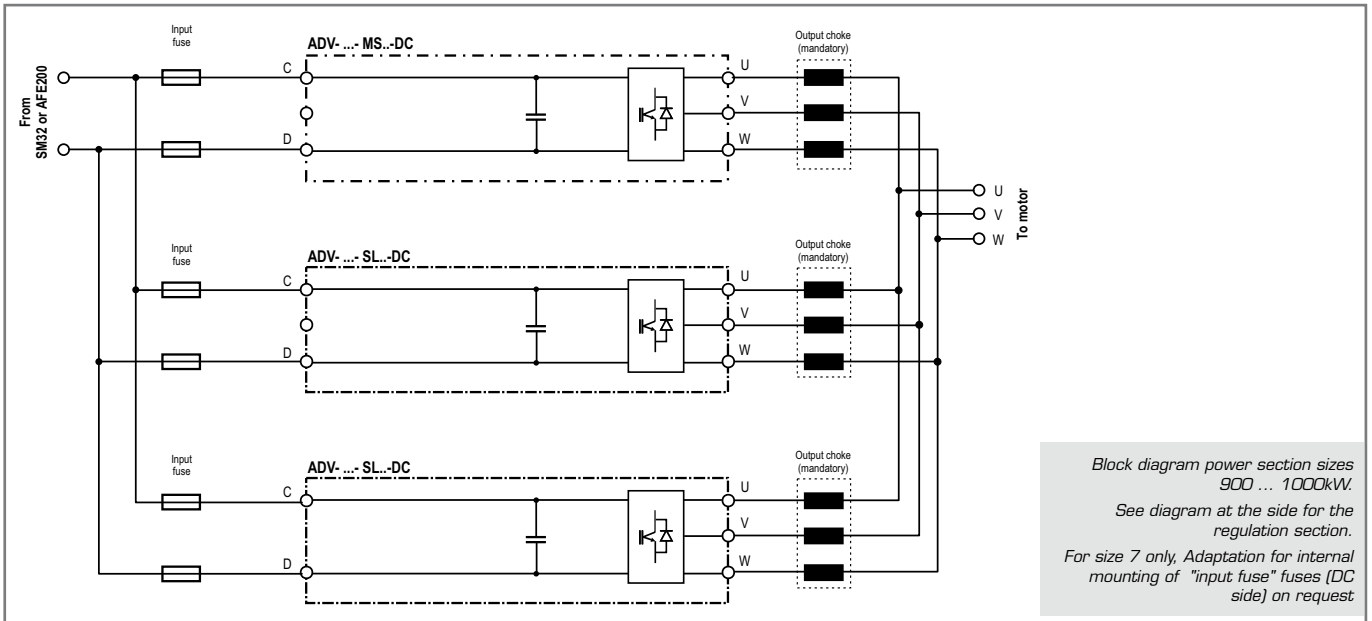 Input
fuse
ADV- ...- MS..-DC
Output choke
(mandatory)
From
SM32 or AFE200
C
D
U
V
W
U
V
W
To motor
Input
fuse
ADV- ...- SL..-DC
Output choke
(mandatory)
C
D
U
V
W
Input
fuse
ADV- ...- SL..-DC
Output choke
(mandatory)
C
D
U
V
W
Block diagram power section sizes
900 ... 1000kW.
See diagram at the side for the
regulation section.
For size 7 only, Adaptation for internal
mounting of "input fuse" fuses (DC
side) on request